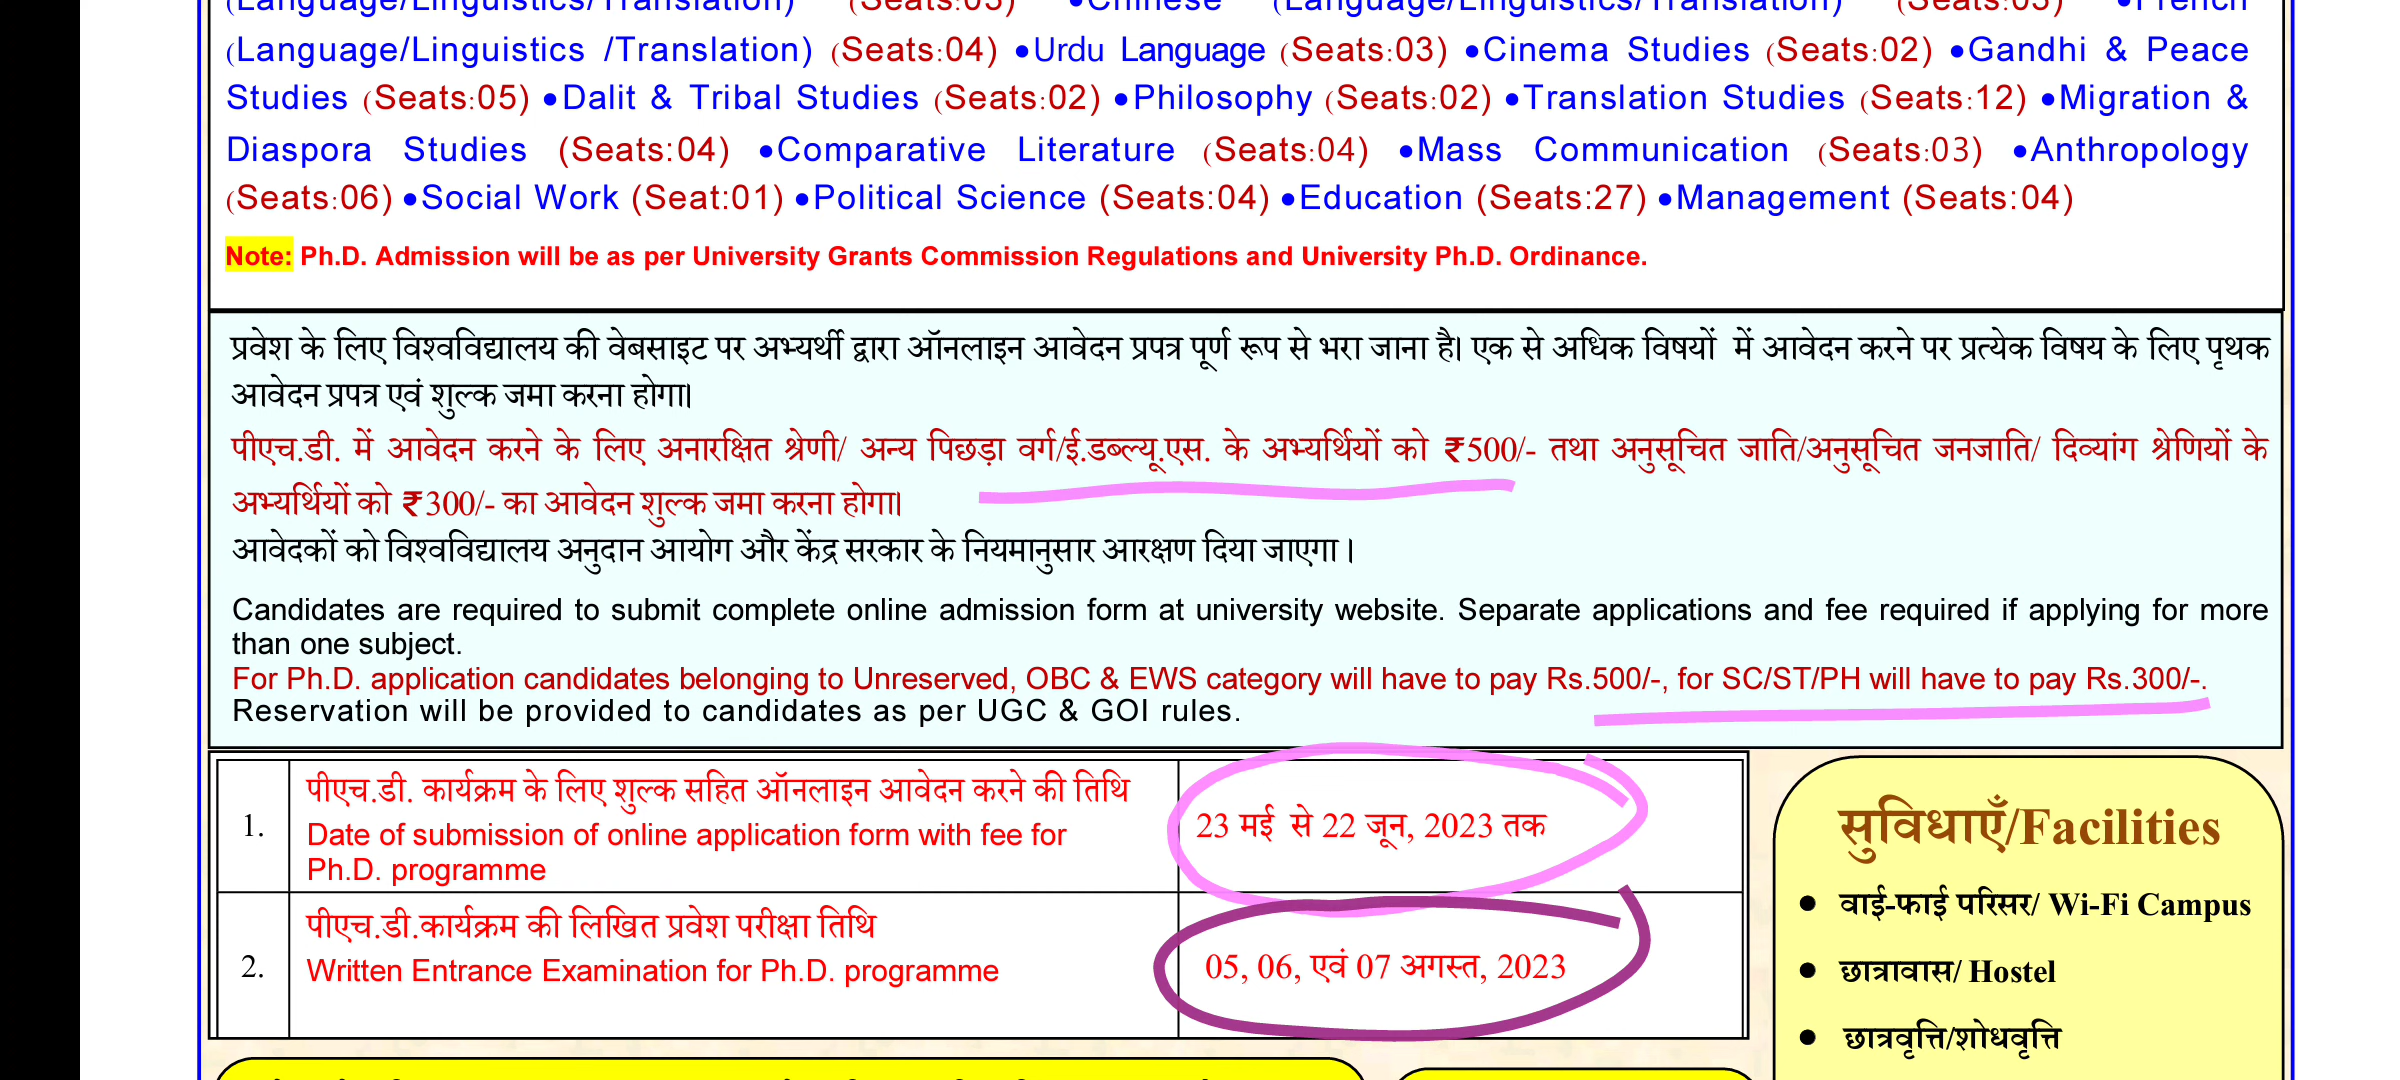 (Language/Linguistics/Translation) (Seats:03) •Chinese (Language/Linguistics/Translation) (Seats:03) •French
(Language/Linguistics /Translation) (Seats:04) •Urdu Language (Seats:03) •Cinema Studies (Seats:02) •Gandhi & Peace
Studies (Seats:05) •Dalit & Tribal Studies (Seats:02) •Philosophy (Seats:02) •Translation Studies (Seats:12) •Migration &
Diaspora Studies (Seats:04) •Comparative Literature (Seats:04) •Mass Communication (Seats:03) •Anthropology
(Seats:06) •Social Work (Seat:01) •Political Science (Seats:04) •Education (Seats:27) •Management (Seats:04)
Note: Ph.D. Admission will be as per University Grants Commission Regulations and University Ph.D. Ordinance.
प्रवेश के लिए विश्वविद्यालय की वेबसाइट पर अभ्यर्थी द्वारा ऑनलाइन आवेदन प्रपत्र पूर्ण रूप से भरा जाना है। एक से अधिक विषयों में आवेदन करने पर प्रत्येक विषय के लिए पृथक
आवेदन प्रपत्र एवं शुल्क जमा करना होगा।
पीएच.डी. में आवेदन करने के लिए अनारक्षित श्रेणी/ अन्य पिछड़ा वर्ग/ई.डब्ल्यू.एस. के अभ्यर्थियों को ₹500/- तथा अनुसूचित जाति/अनुसूचित जनजाति/ दिव्यांग श्रेणियों के
अभ्यर्थियों को ₹300/- का आवेदन शुल्क जमा करना होगा।
आवेदकों को विश्वविद्यालय अनुदान आयोग और केंद्र सरकार के नियमानुसार आरक्षण दिया जाएगा।
Candidates are required to submit complete online admission form at university website. Separate applications and fee required if applying for more
than one subject.
For Ph.D. application candidates belonging to Unreserved, OBC & EWS category will have to pay Rs.500/-, for SC/ST/PH will have to pay Rs.300/-.
Reservation will be provided to candidates as per UGC & GOI rules.
1.
पीएच.डी. कार्यक्रम के लिए शुल्क सहित ऑनलाइन आवेदन करने की तिथि
Date of submission of online application form with fee for
Ph.D. programme
23 मई से 22 जून, 2023 तक
2.
पीएच.डी.कार्यक्रम की लिखित प्रवेश परीक्षा तिथि
Written Entrance Examination for Ph.D. programme
05, 06, एवं 07 अगस्त, 2023
सुविधाएँ/Facilities
• वाई-फाई परिसर/ Wi-Fi Campus
• छात्रावास/ Hostel
• छात्रवृत्ति/शोधवृत्ति